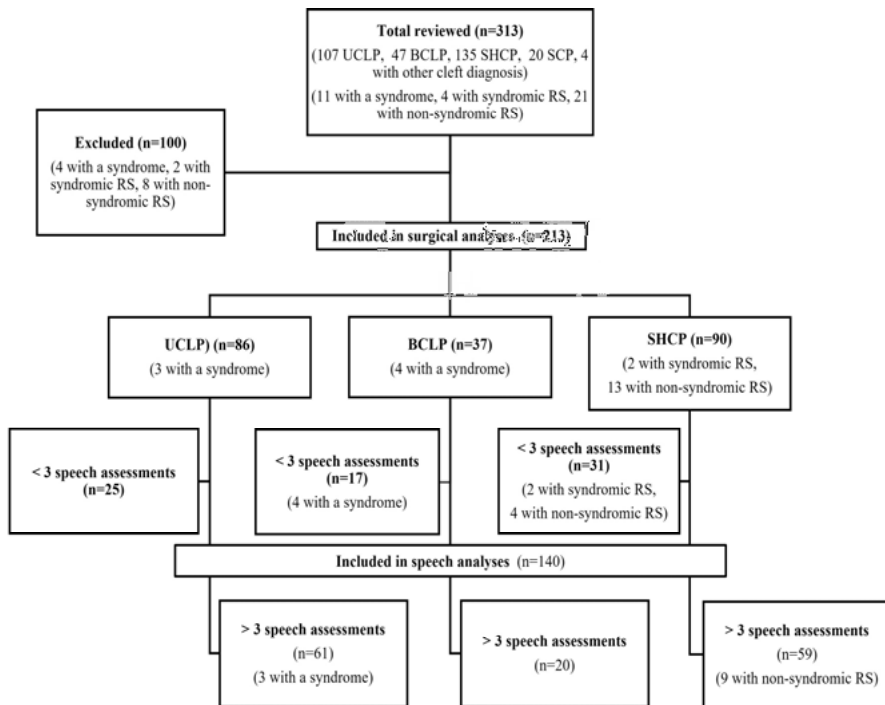 Total reviewed (n=313)
(107 UCLP, 47 BCLP, 135 SHCP, 20 SCP, 4
with other cleft diagnosis)
(11 with a syndrome, 4 with syndromic RS, 21
with non-syndromic RS)
Excluded (n=100)
(4 with a syndrome, 2 with
syndromic RS, 8 with non-
syndromic RS)
Included in surgical analyses (n=213)
UCLP) (n=86)
(3 with a syndrome)
BCLP (n=37)
(4 with a syndrome)
SHCP (n=90)
(2 with syndromic RS,
13 with non-syndromic RS)
< 3 speech assessments
(n=25)
< 3 speech assessments
(n=17)
(4 with a syndrome)
< 3 speech assessments
(n=31)
(2 with syndromic RS,
4 with non-syndromic RS)
Included in speech analyses (n=140)
> 3 speech assessments
(n=61)
(3 with a syndrome)
> 3 speech assessments
(n=20)
> 3 speech assessments
(n=59)
(9 with non-syndromic RS)